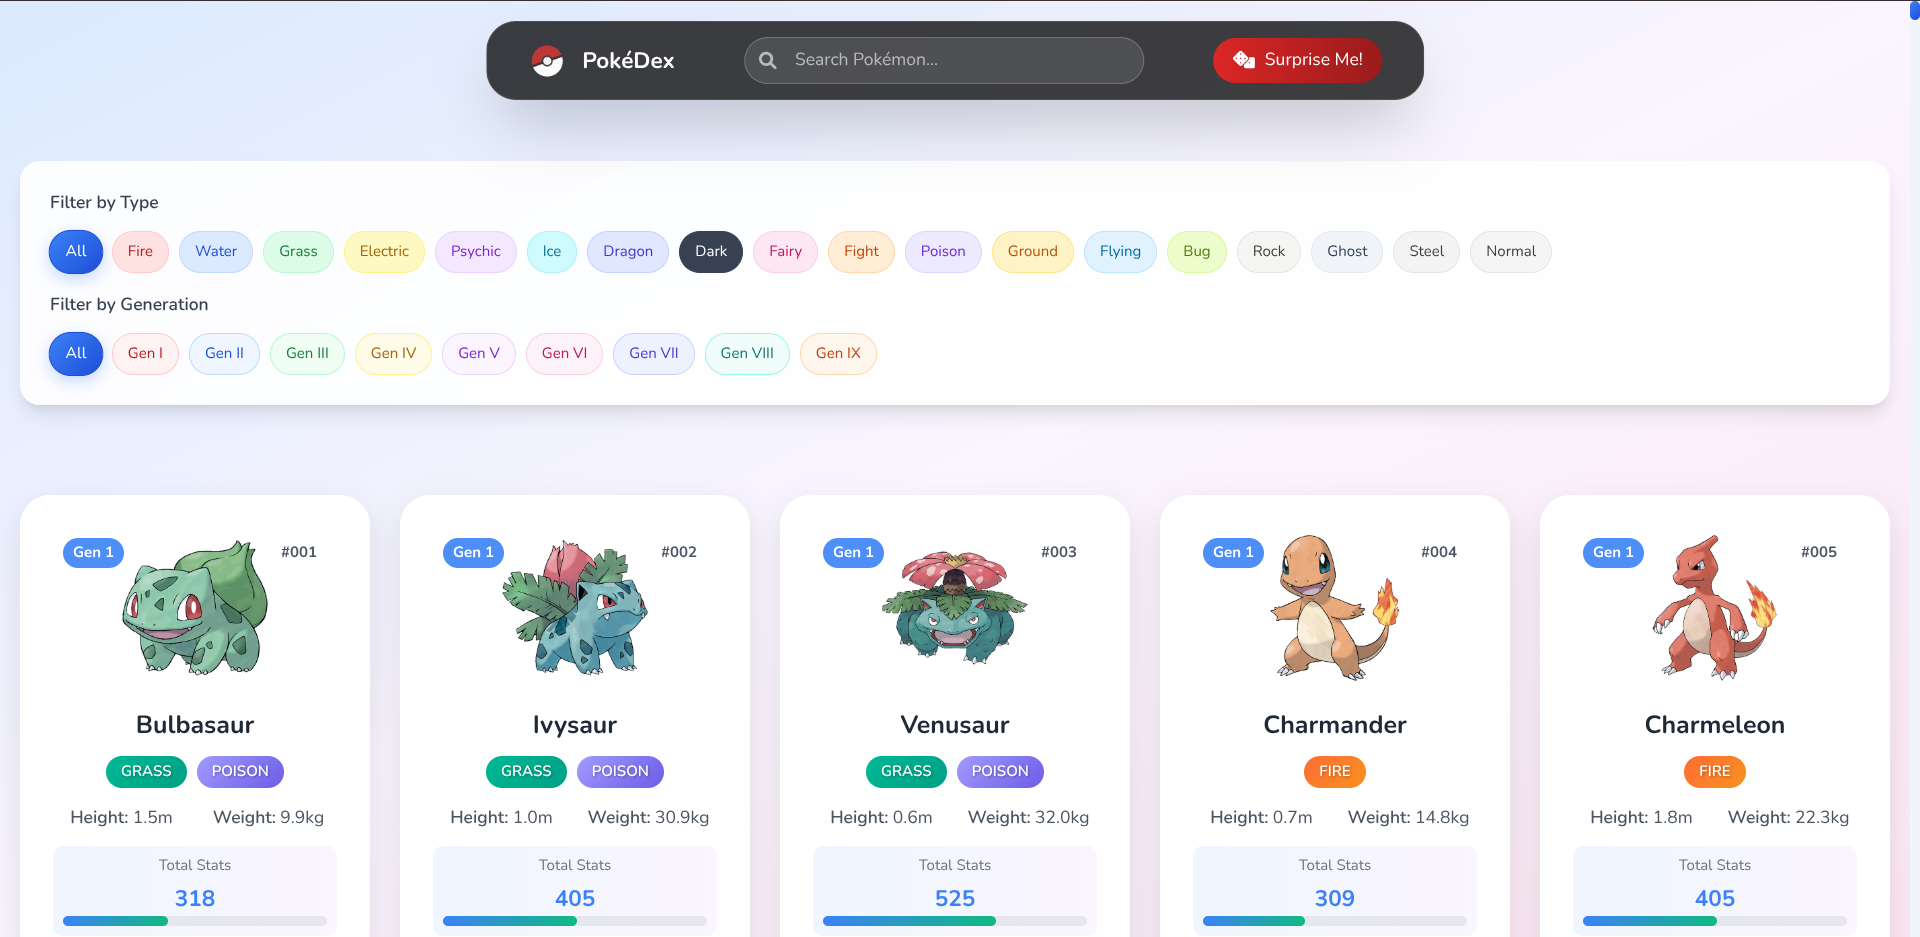 PokéDex
Search Pokémon...
Surprise Me!
Filter by Type
All Fire Water Grass Electric Psychic Ice Dragon Dark Fairy Fight Poison Ground Flying Bug Rock Ghost Steel Normal
Filter by Generation
All Gen I Gen II Gen III Gen IV Gen V Gen VI Gen VII Gen VIII Gen IX
Gen 1 #001
Bulbasaur
GRASS POISON
Height: 1.5m Weight: 9.9kg
Total Stats
318
Gen 1 #002
Ivysaur
GRASS POISON
Height: 1.0m Weight: 30.9kg
Total Stats
405
Gen 1 #003
Venusaur
GRASS POISON
Height: 0.6m Weight: 32.0kg
Total Stats
525
Gen 1 #004
Charmander
FIRE
Height: 0.7m Weight: 14.8kg
Total Stats
309
Gen 1 #005
Charmeleon
FIRE
Height: 1.8m Weight: 22.3kg
Total Stats
405